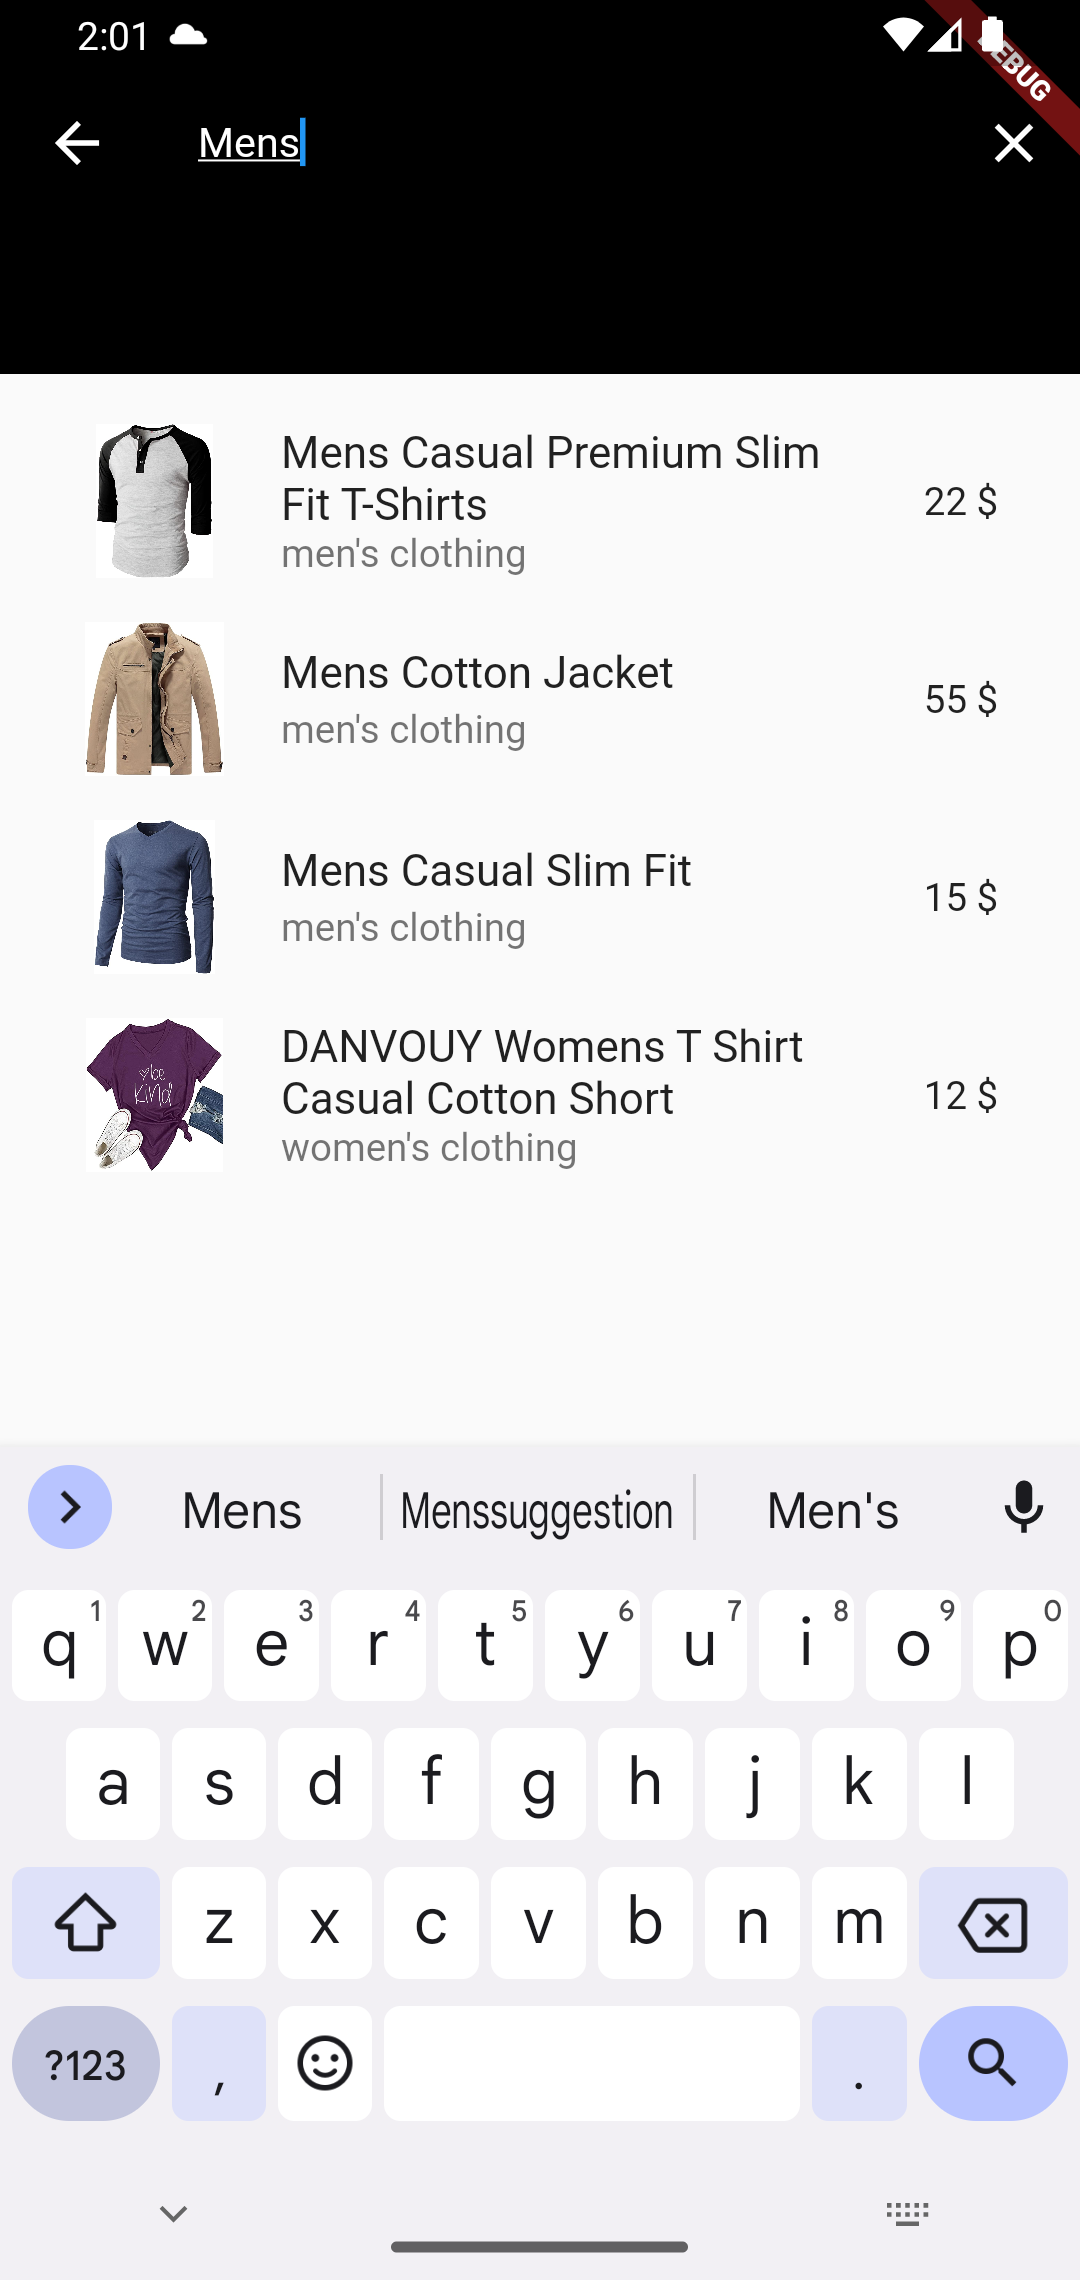 2:01
DEBUG
Mens
Mens Casual Premium Slim
Fit T-Shirts
men's clothing
22 $
Mens Cotton Jacket
men's clothing
55 $
Mens Casual Slim Fit
men's clothing
15 $
be
kind
DANVOUY Womens T Shirt
Casual Cotton Short
women's clothing
12 $
Mens Menssuggestion Men's
q 1 w 2 e 3 r 4 t 5 y 6 u 7 i 8 o 9 p 0
a s d f g h j k l
z x c v b n m
?123 , .